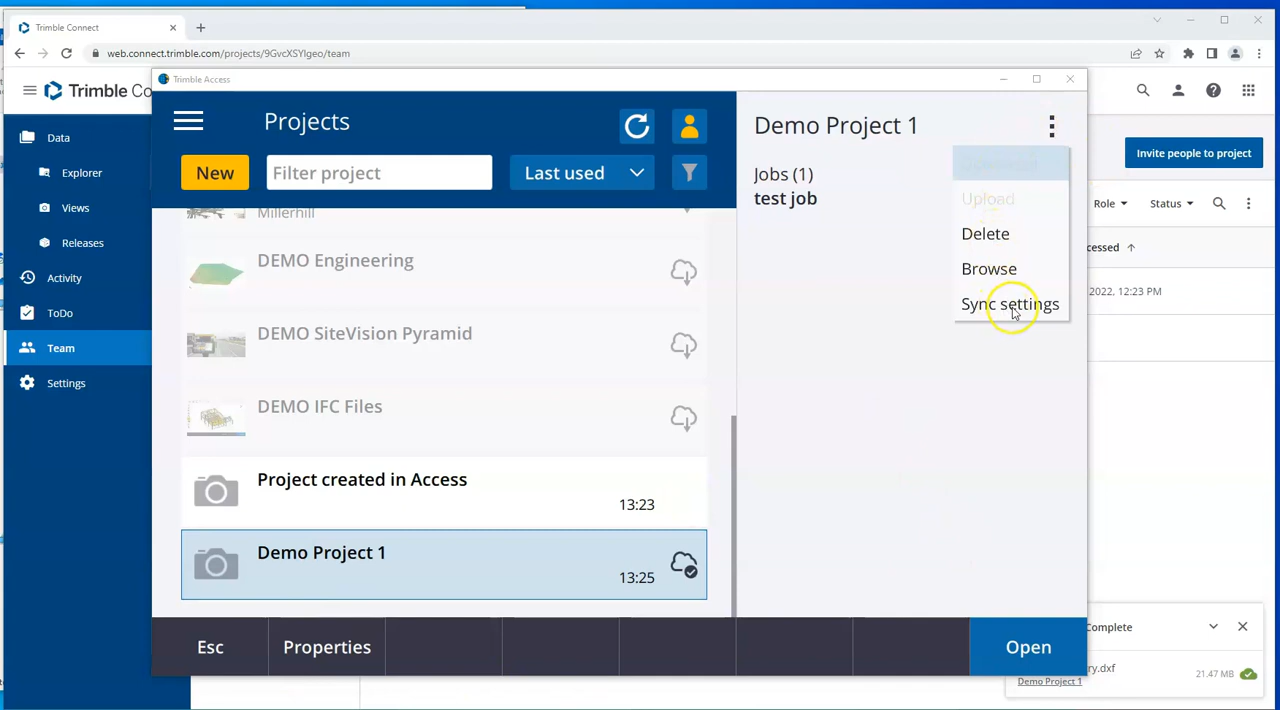 Trimble Connect
web.connect.trimble.com/projects/9GvcXSYIgeo/team
Trimble Co
Data
Explorer
Views
Releases
Activity
ToDo
Team
Settings
Trimble Access
Projects
New
Filter project
Last used
Millerhill
DEMO Engineering
DEMO SiteVision Pyramid
DEMO IFC Files
Project created in Access
13:23
Demo Project 1
13:25
Esc
Properties
Open
Demo Project 1
Jobs (1)
test job
Upload
Delete
Browse
Sync settings
Invite people to project
Role
Status
cessed
2022, 12:23 PM
Complete
ry.dxf
Demo Project 1
21.47 MB